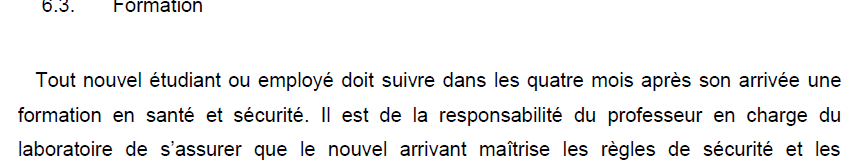 6.3. Formation
Tout nouvel étudiant ou employé doit suivre dans les quatre mois après son arrivée une
formation en santé et sécurité. Il est de la responsabilité du professeur en charge du
laboratoire de s'assurer que le nouvel arrivant maîtrise les règles de sécurité et les